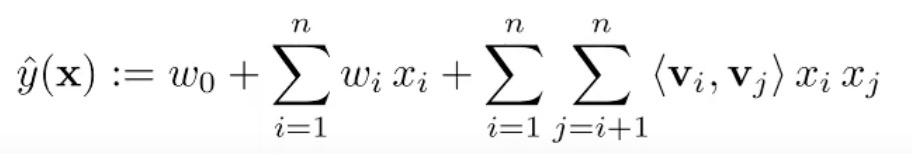 ŷ(𝐱) := w₀ + ∑ᵢ₌₁ⁿ wᵢ xᵢ + ∑ᵢ₌₁ⁿ ∑ⱼ₌ᵢ₊₁ⁿ ⟨𝐯ᵢ, 𝐯ⱼ⟩ xᵢ xⱼ